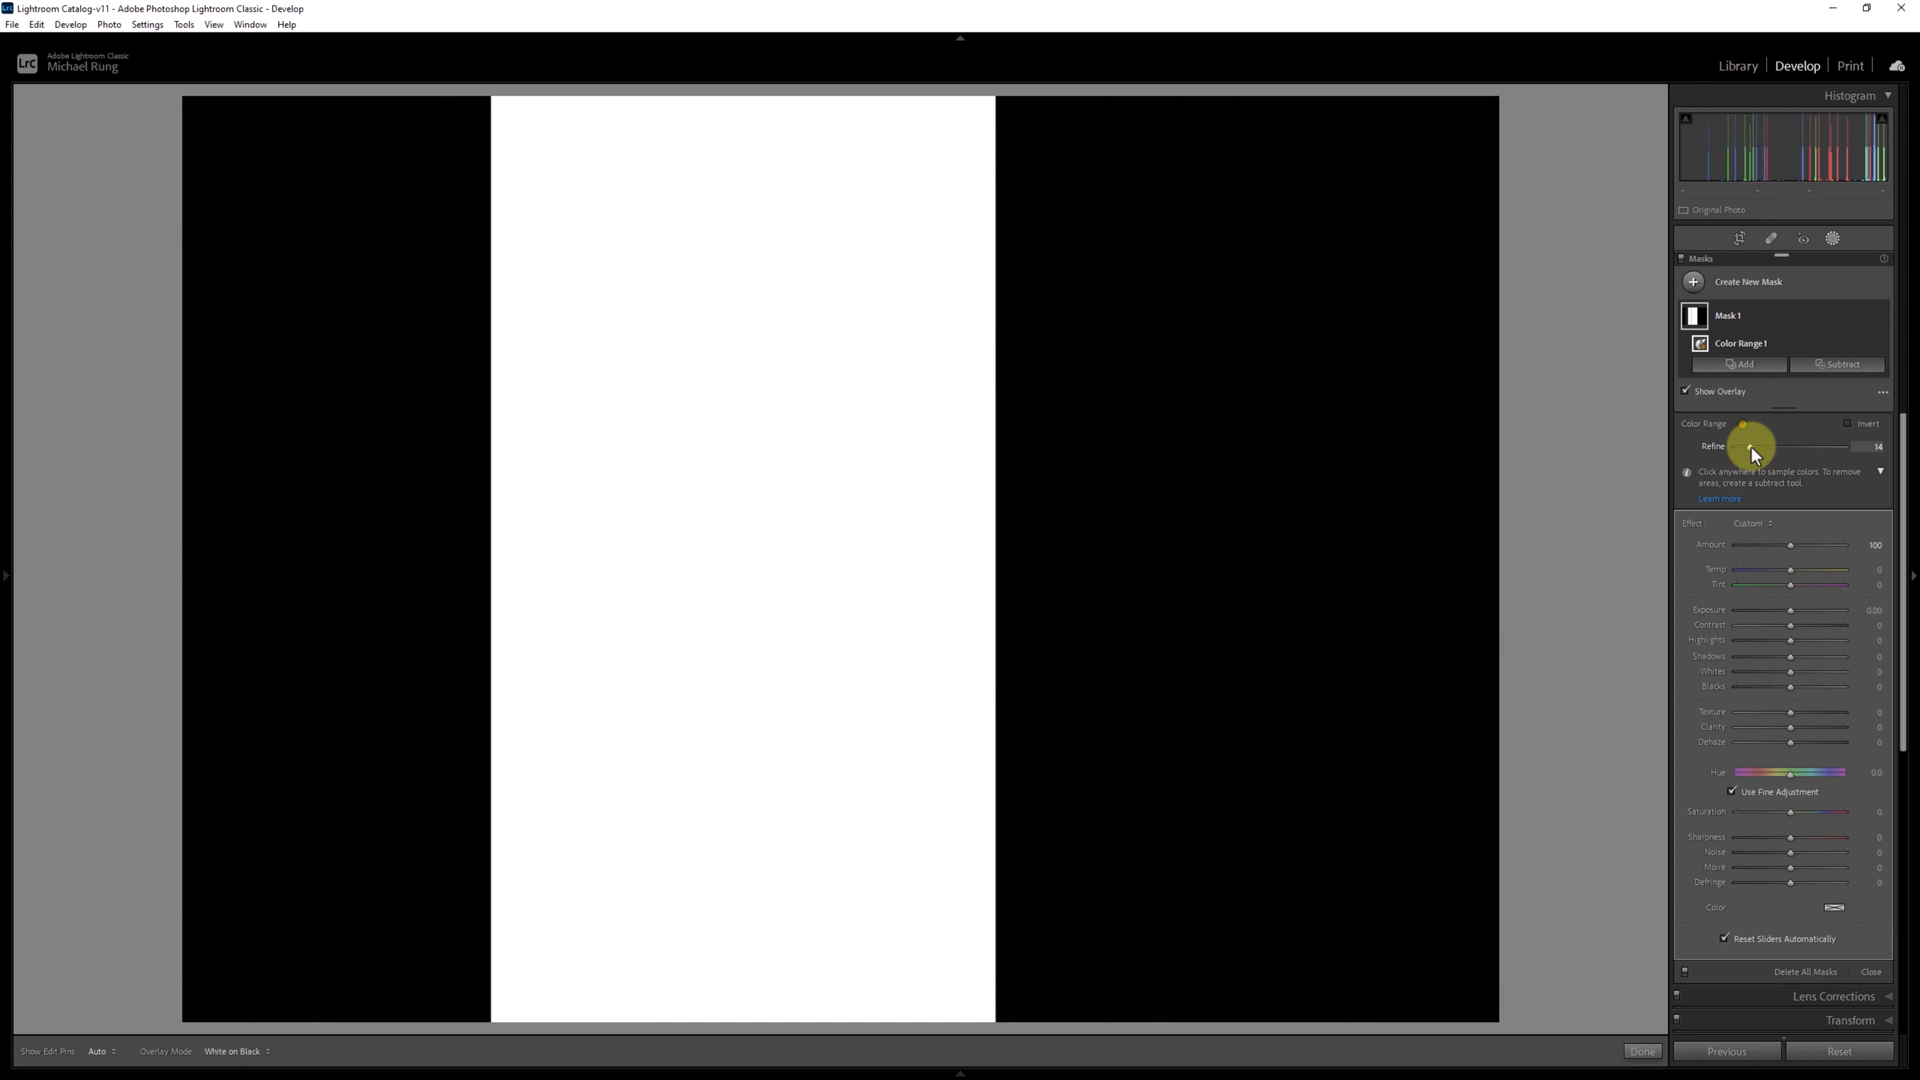 Lightroom Catalog-v11 - Adobe Photoshop Lightroom Classic - Develop
File Edit Develop Photo Settings Tools View Window Help
LrC
Adobe Lightroom Classic
Michael Rung
Library Develop Print
Histogram
Original Photo
Masks
Create New Mask
Mask 1
Color Range 1
Add Subtract
Show Overlay
Color Range Invert
Refine 14
Click anywhere to sample colors. To remove
areas, create a subtract tool.
Learn more
Effect : Custom
Amount 100
Temp 0
Tint 0
Exposure 0.00
Contrast 0
Highlights 0
Shadows 0
Whites 0
Blacks 0
Texture 0
Clarity 0
Dehaze 0
Hue 0.0
Use Fine Adjustment
Saturation 0
Sharpness 0
Noise 0
Moiré 0
Defringe 0
Color
Reset Sliders Automatically
Delete All Masks Close
Lens Corrections
Transform
Show Edit Pins: Auto Overlay Mode: White on Black Done Previous Reset